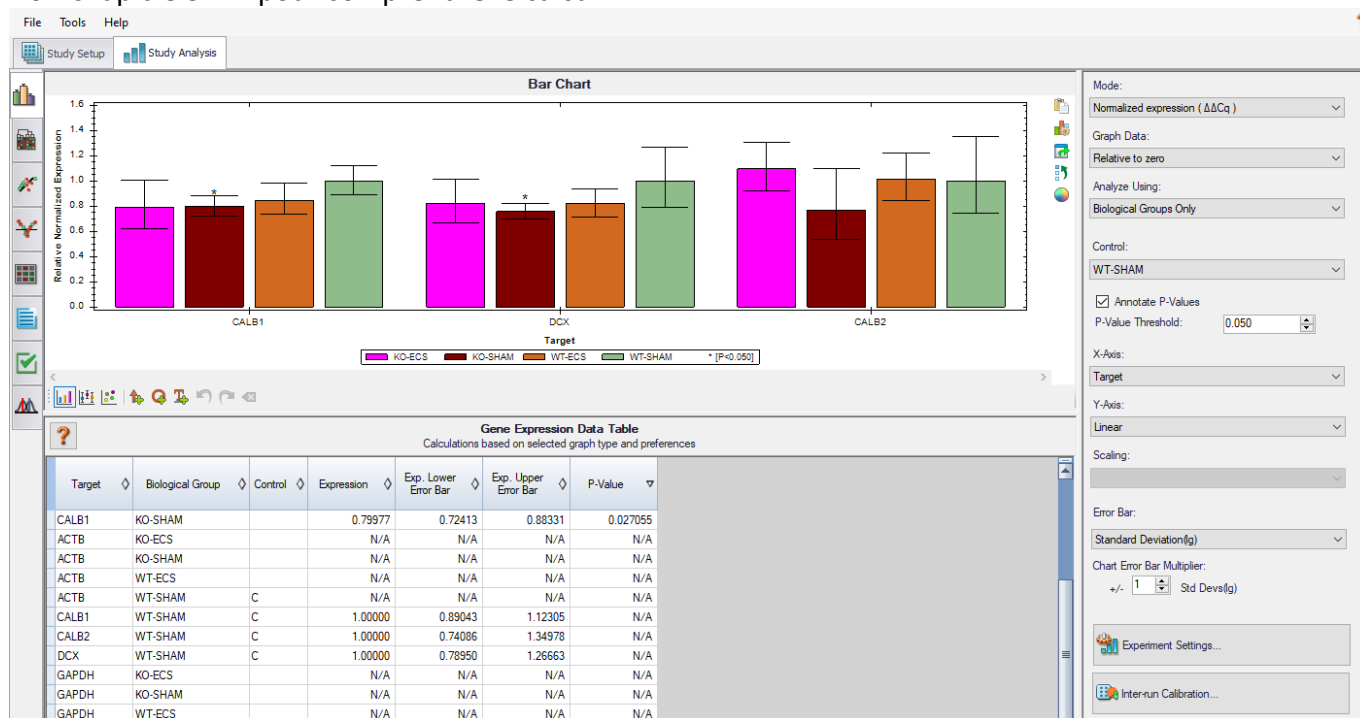 File Tools Help
Study Setup Study Analysis
Bar Chart
1.6
1.4
1.2
1.0
0.8
0.6
0.4
0.2
0.0
Relative Normalized Expression
* *
CALB1 DCX CALB2
Target
KO-ECS KO-SHAM WT-ECS WT-SHAM * [P<0.050]
Gene Expression Data Table
Calculations based on selected graph type and preferences
Target Biological Group Control Expression Exp. Lower Error Bar Exp. Upper Error Bar P-Value
CALB1 KO-SHAM 0.79977 0.72413 0.88331 0.027055
ACTB KO-ECS N/A N/A N/A N/A
ACTB KO-SHAM N/A N/A N/A N/A
ACTB WT-ECS N/A N/A N/A N/A
ACTB WT-SHAM C N/A N/A N/A N/A
CALB1 WT-SHAM C 1.00000 0.89043 1.12305 N/A
CALB2 WT-SHAM C 1.00000 0.74086 1.34978 N/A
DCX WT-SHAM C 1.00000 0.78950 1.26663 N/A
GAPDH KO-ECS N/A N/A N/A N/A
GAPDH KO-SHAM N/A N/A N/A N/A
GAPDH WT-ECS N/A N/A N/A N/A
Mode:
Normalized expression ( ΔΔCq )
Graph Data:
Relative to zero
Analyze Using:
Biological Groups Only
Control:
WT-SHAM
Annotate P-Values
P-Value Threshold: 0.050
X-Axis:
Target
Y-Axis:
Linear
Scaling:
Error Bar:
Standard Deviation(lg)
Chart Error Bar Multiplier:
+/- 1 Std Devs(lg)
Experiment Settings...
Inter-run Calibration...